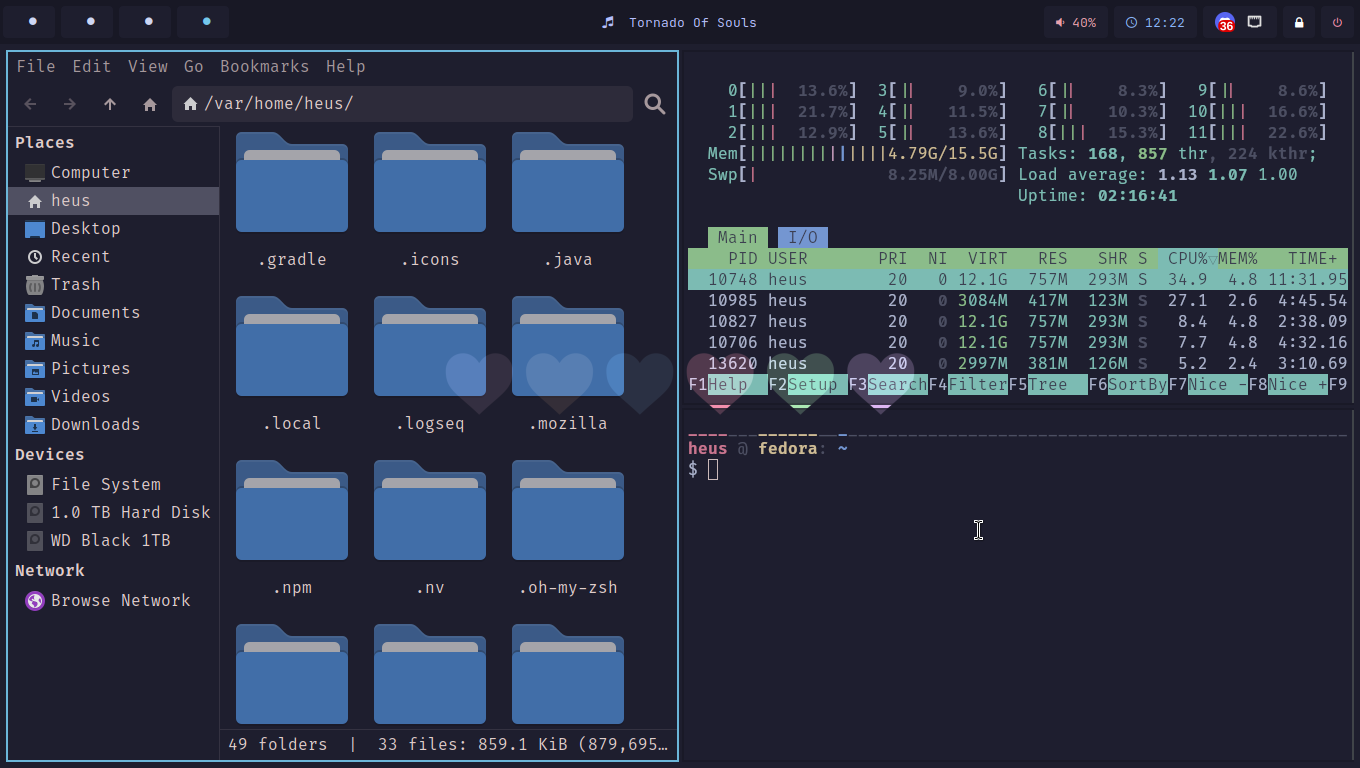 Tornado Of Souls
40%
12:22
36
File Edit View Go Bookmarks Help
/var/home/heus/
Places
Computer
heus
Desktop
Recent
Trash
Documents
Music
Pictures
Videos
Downloads
Devices
File System
1.0 TB Hard Disk
WD Black 1TB
Network
Browse Network
.gradle .icons .java
.local .logseq .mozilla
.npm .nv .oh-my-zsh
49 folders | 33 files: 859.1 KiB (879,695…
0[||| 13.6%] 3[|| 9.0%] 6[|| 8.3%] 9[|| 8.6%]
1[||| 21.7%] 4[|| 11.5%] 7[|| 10.3%] 10[||| 16.6%]
2[||| 12.9%] 5[|| 13.6%] 8[||| 15.3%] 11[||| 22.6%]
Mem[||||||||||||||4.79G/15.5G] Tasks: 168, 857 thr, 224 kthr;
Swp[| 8.25M/8.00G] Load average: 1.13 1.07 1.00
Uptime: 02:16:41
Main I/O
PID USER PRI NI VIRT RES SHR S CPU%▽MEM% TIME+
10748 heus 20 0 12.1G 757M 293M S 34.9 4.8 11:31.95
10985 heus 20 0 3084M 417M 123M S 27.1 2.6 4:45.54
10827 heus 20 0 12.1G 757M 293M S 8.4 4.8 2:38.09
10706 heus 20 0 12.1G 757M 293M S 7.7 4.8 4:32.16
13620 heus 20 0 2997M 381M 126M S 5.2 2.4 3:10.69
F1Help F2Setup F3SearchF4FilterF5Tree F6SortByF7Nice -F8Nice +F9
heus @ fedora: ~
$